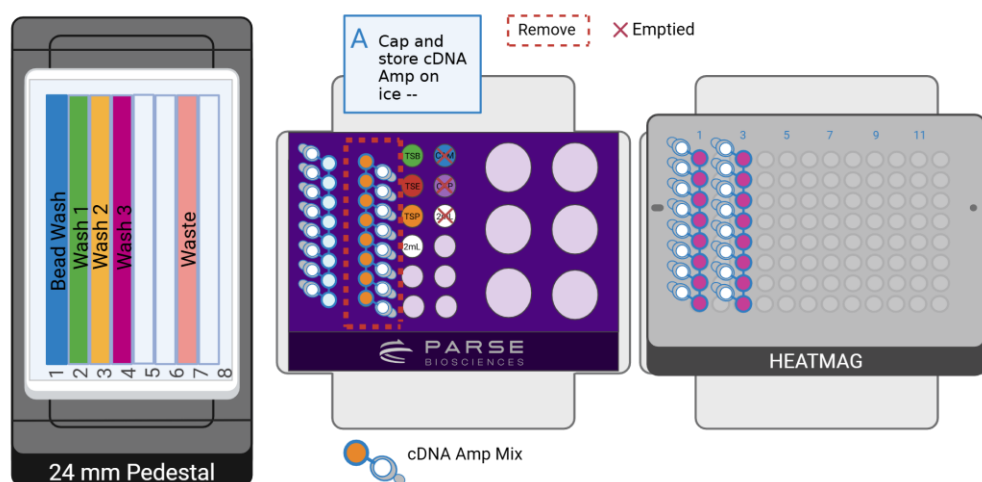 A
Cap and
store cDNA
Amp on
ice --
Remove
Emptied
Bead Wash
Wash 1
Wash 2
Wash 3
Waste
1 2 3 4 5 6 7 8
24 mm Pedestal
TSB
TSE
TSP
2mL
2mL
PARSE
BIOSCIENCES
cDNA Amp Mix
1 3 5 7 9 11
HEATMAG